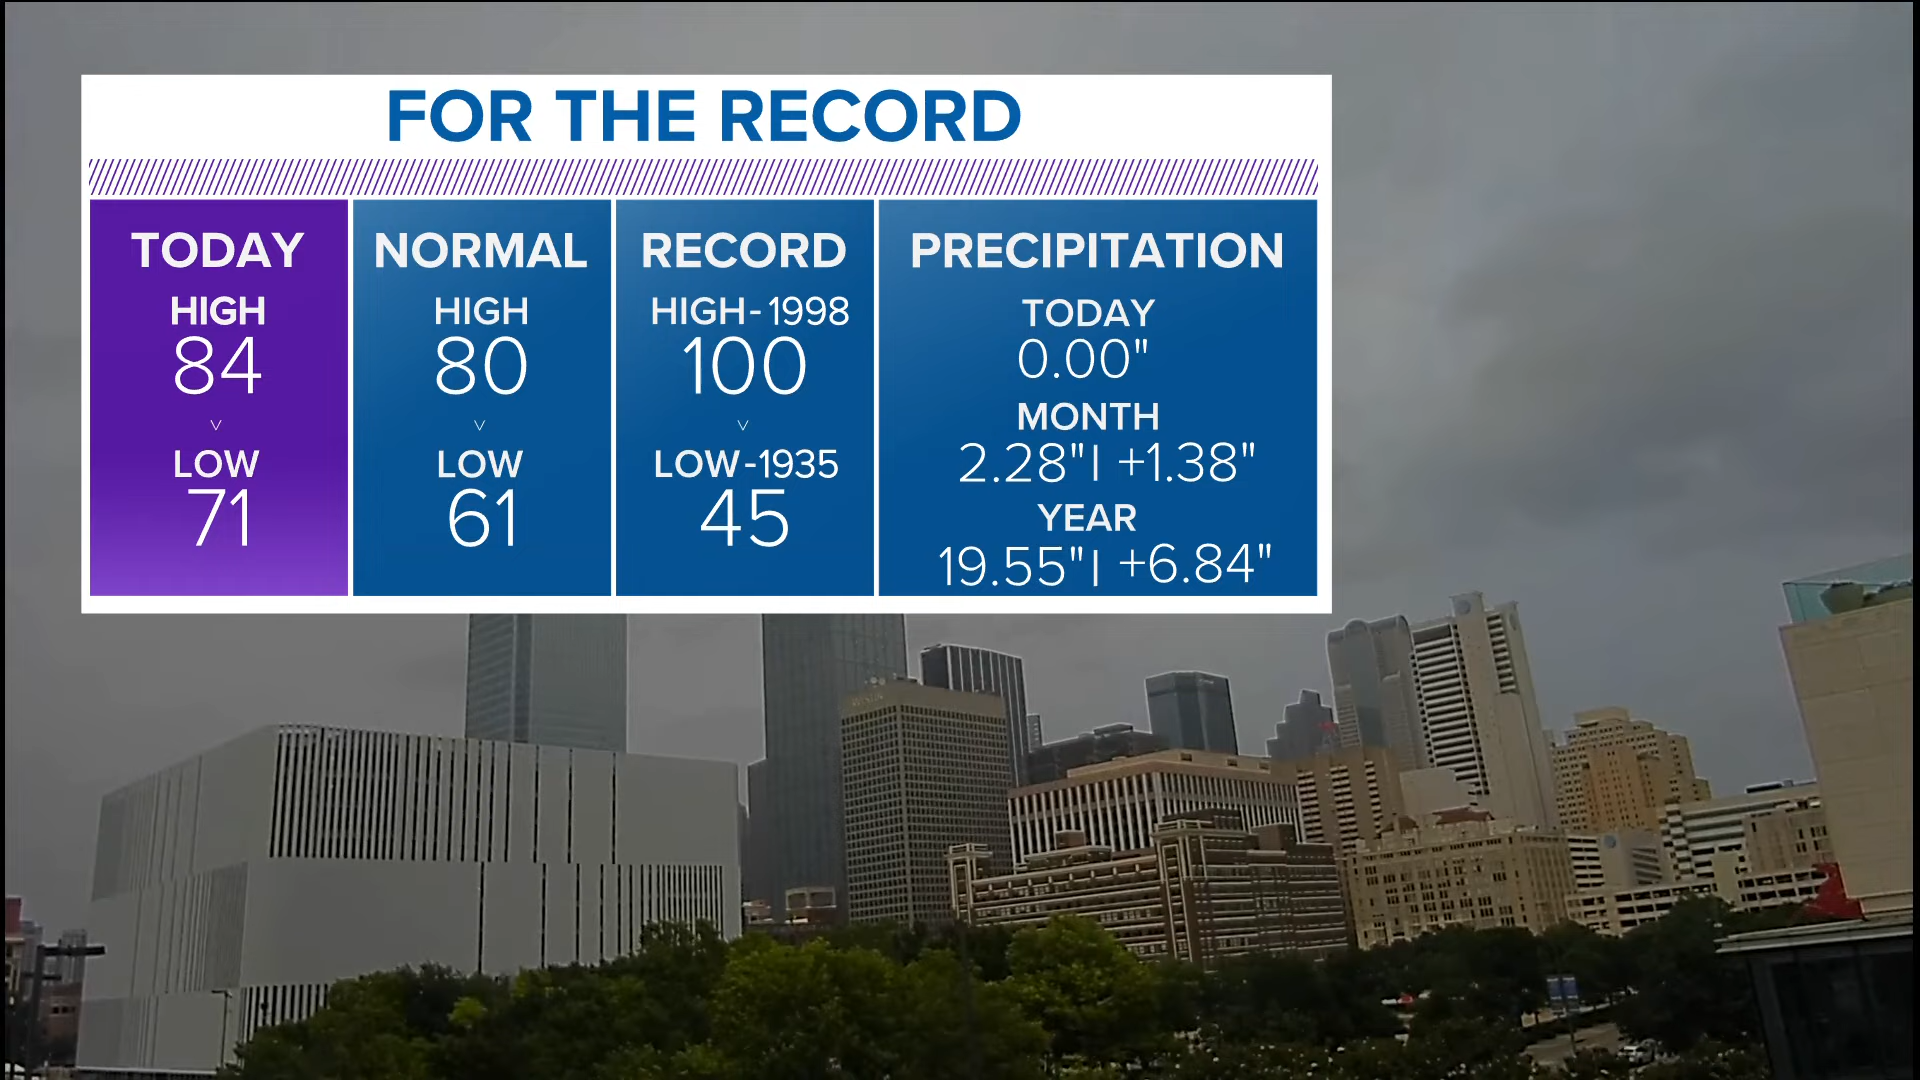 FOR THE RECORD
TODAY
HIGH
84
LOW
71
NORMAL
HIGH
80
LOW
61
RECORD
HIGH-1998
100
LOW-1935
45
PRECIPITATION
TODAY
0.00"
MONTH
2.28"| +1.38"
YEAR
19.55"| +6.84"